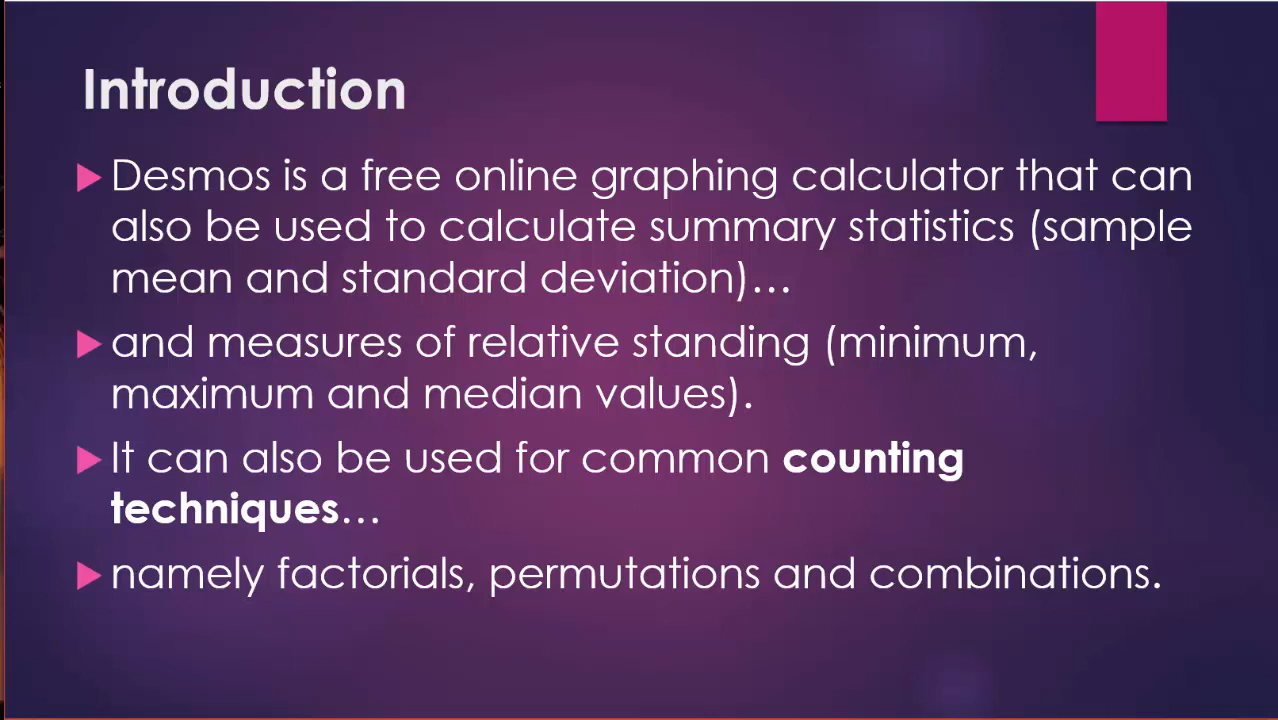 Introduction
Desmos is a free online graphing calculator that can
also be used to calculate summary statistics (sample
mean and standard deviation)…
and measures of relative standing (minimum,
maximum and median values).
It can also be used for common counting
techniques…
namely factorials, permutations and combinations.